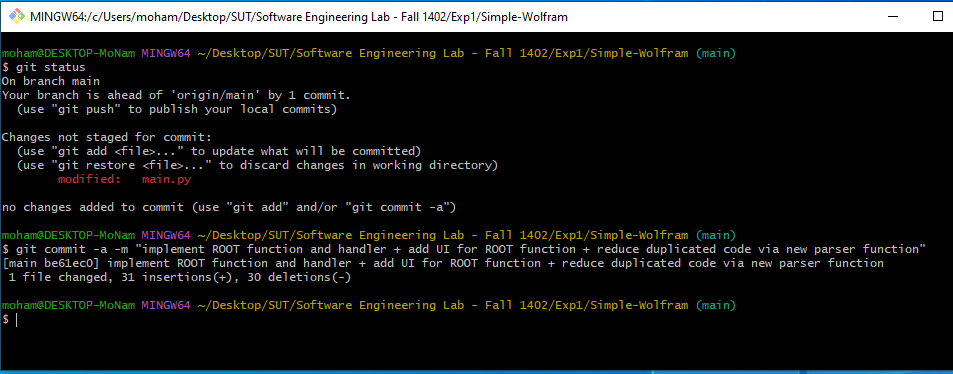 MINGW64:/c/Users/moham/Desktop/SUT/Software Engineering Lab - Fall 1402/Exp1/Simple-Wolfram
moham@DESKTOP-MoNam MINGW64 ~/Desktop/SUT/Software Engineering Lab - Fall 1402/Exp1/Simple-Wolfram (main)
$ git status
On branch main
Your branch is ahead of 'origin/main' by 1 commit.
  (use "git push" to publish your local commits)

Changes not staged for commit:
  (use "git add <file>..." to update what will be committed)
  (use "git restore <file>..." to discard changes in working directory)
        modified:   main.py

no changes added to commit (use "git add" and/or "git commit -a")

moham@DESKTOP-MoNam MINGW64 ~/Desktop/SUT/Software Engineering Lab - Fall 1402/Exp1/Simple-Wolfram (main)
$ git commit -a -m "implement ROOT function and handler + add UI for ROOT function + reduce duplicated code via new parser function"
[main be61ec0] implement ROOT function and handler + add UI for ROOT function + reduce duplicated code via new parser function
 1 file changed, 31 insertions(+), 30 deletions(-)

moham@DESKTOP-MoNam MINGW64 ~/Desktop/SUT/Software Engineering Lab - Fall 1402/Exp1/Simple-Wolfram (main)
$